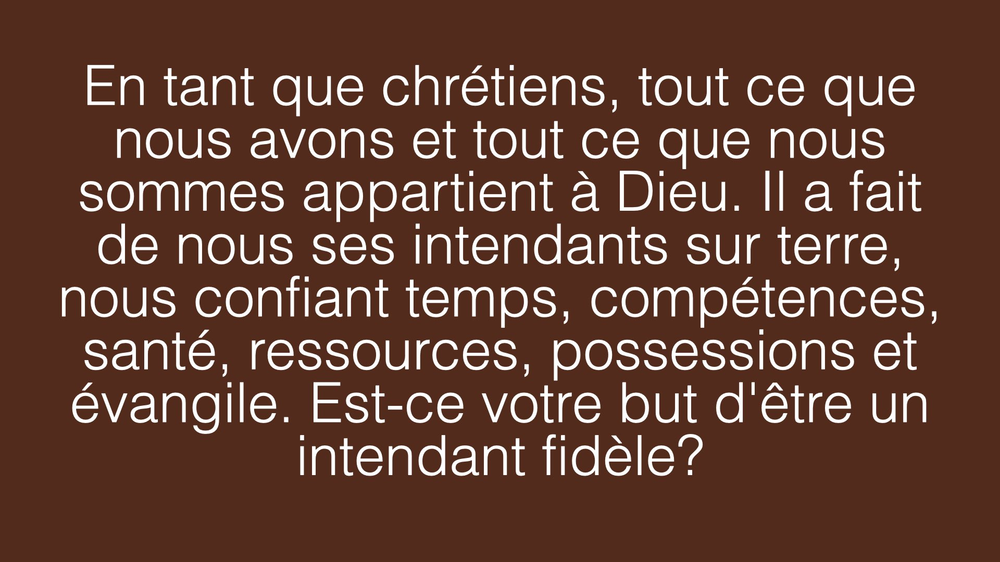 En tant que chrétiens, tout ce que
nous avons et tout ce que nous
sommes appartient à Dieu. Il a fait
de nous ses intendants sur terre,
nous confiant temps, compétences,
santé, ressources, possessions et
évangile. Est-ce votre but d'être un
intendant fidèle?